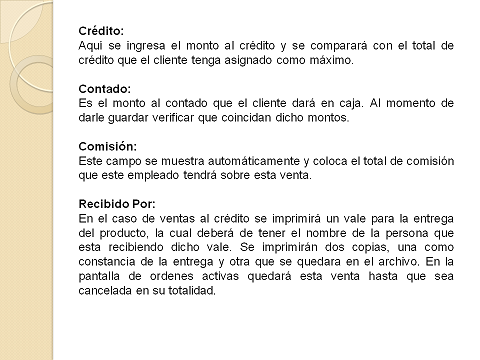 Crédito:
Aqui se ingresa el monto al crédito y se comparará con el total de
crédito que el cliente tenga asignado como máximo.
Contado:
Es el monto al contado que el cliente dará en caja. Al momento de
darle guardar verificar que coincidan dicho montos.
Comisión:
Este campo se muestra automáticamente y coloca el total de comisión
que este empleado tendrá sobre esta venta.
Recibido Por:
En el caso de ventas al crédito se imprimirá un vale para la entrega
del producto, la cual deberá de tener el nombre de la persona que
esta recibiendo dicho vale. Se imprimirán dos copias, una como
constancia de la entrega y otra que se quedara en el archivo. En la
pantalla de ordenes activas quedará esta venta hasta que sea
cancelada en su totalidad.